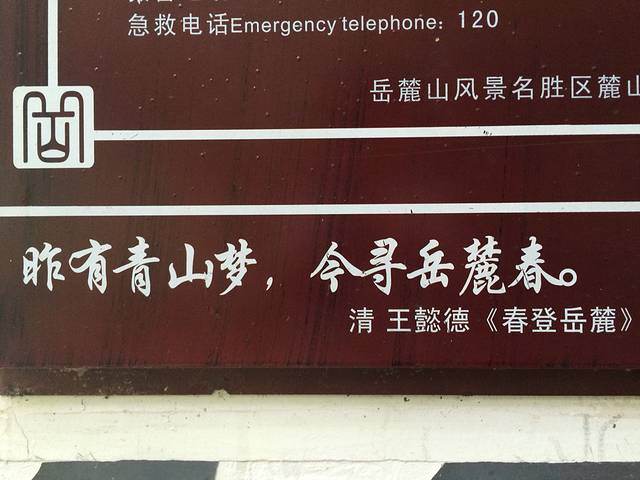 急救电话Emergency telephone：120
岳麓山风景名胜区麓山
昨有青山梦，今寻岳麓春。
清 王懿德《春登岳麓》